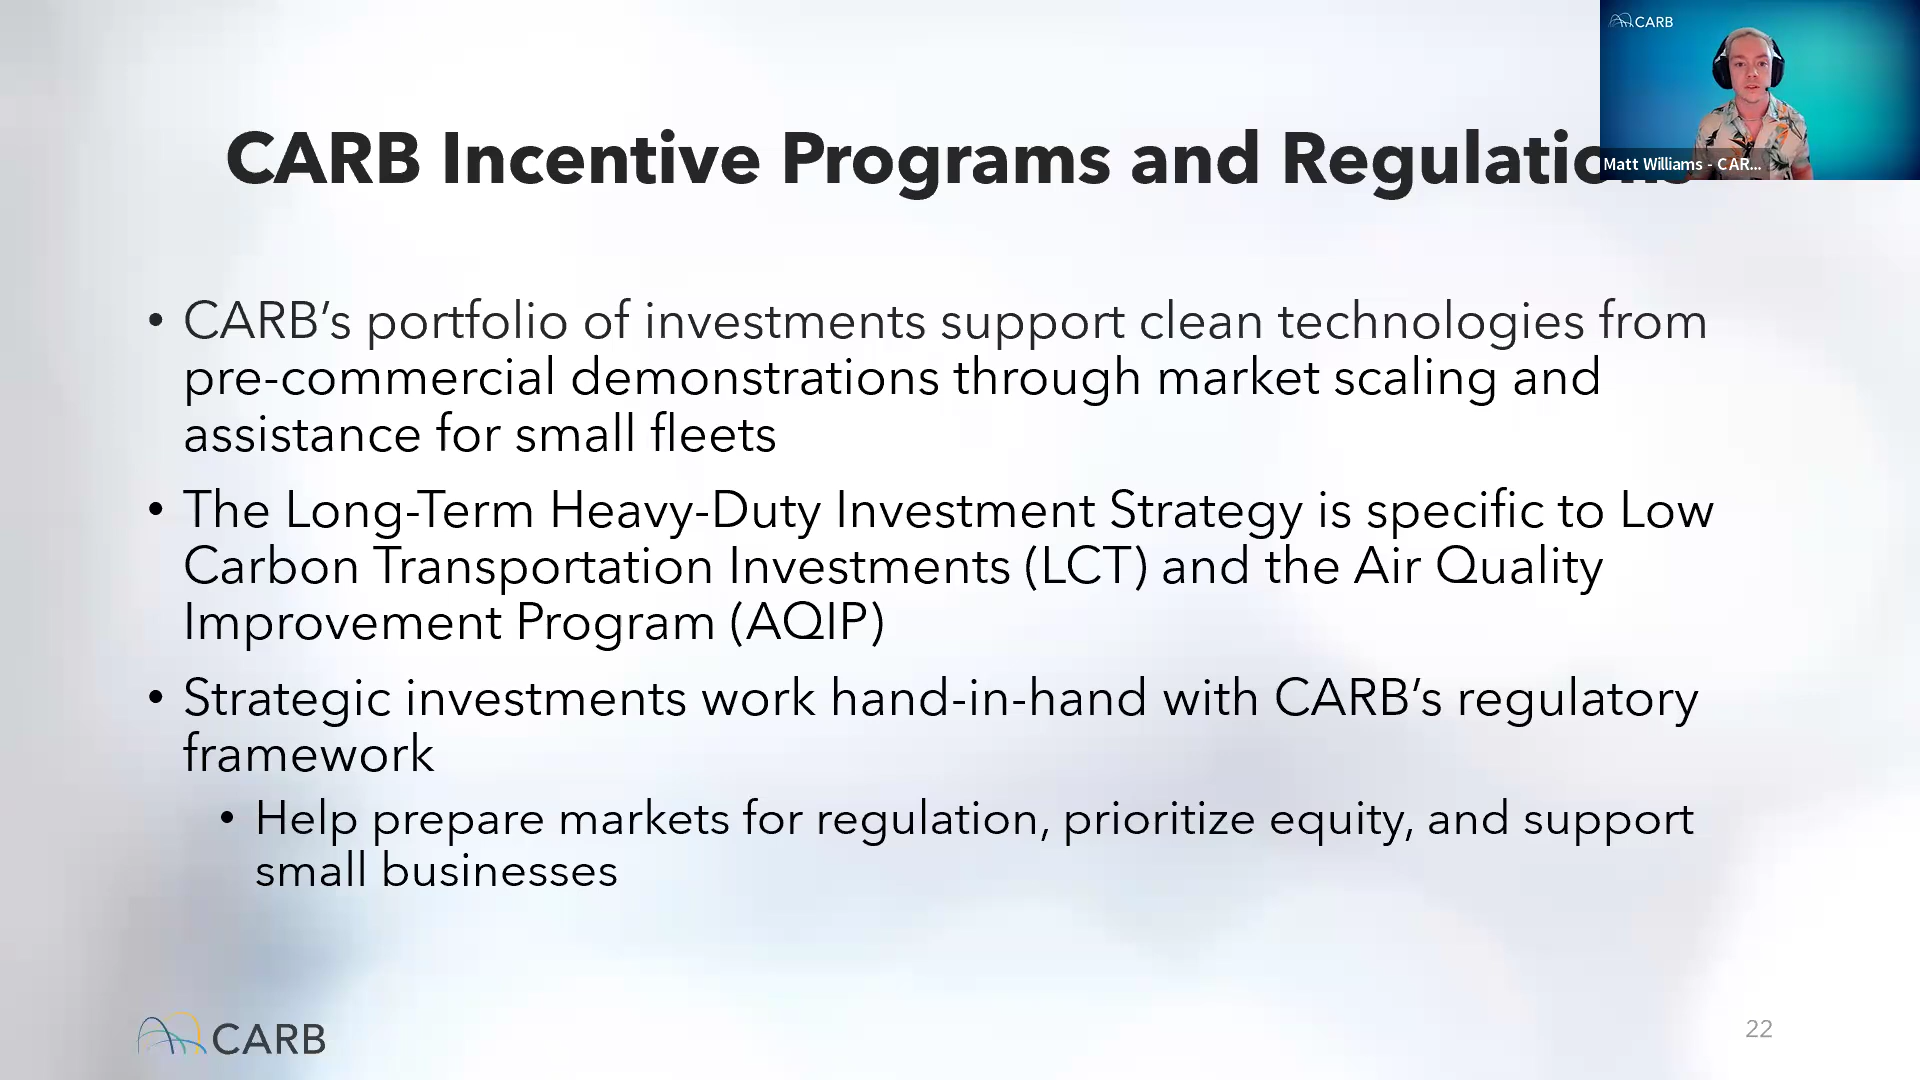 CARB
Matt Williams - CAR...
CARB Incentive Programs and Regulations
• CARB’s portfolio of investments support clean technologies from
pre-commercial demonstrations through market scaling and
assistance for small fleets
• The Long-Term Heavy-Duty Investment Strategy is specific to Low
Carbon Transportation Investments (LCT) and the Air Quality
Improvement Program (AQIP)
• Strategic investments work hand-in-hand with CARB’s regulatory
framework
• Help prepare markets for regulation, prioritize equity, and support
small businesses
CARB
22